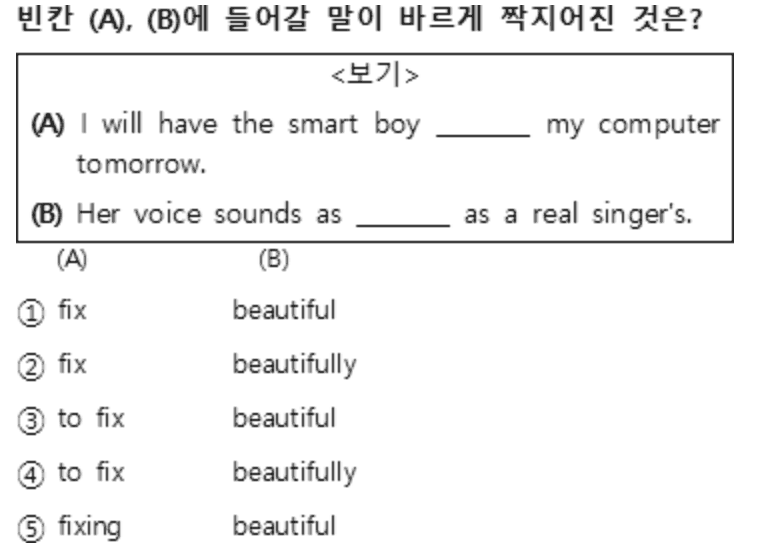 빈칸 (A), (B)에 들어갈 말이 바르게 짝지어진 것은?
<보기>
(A) I will have the smart boy ______ my computer
tomorrow.
(B) Her voice sounds as ______ as a real singer's.
(A) (B)
① fix beautiful
② fix beautifully
③ to fix beautiful
④ to fix beautifully
⑤ fixing beautiful